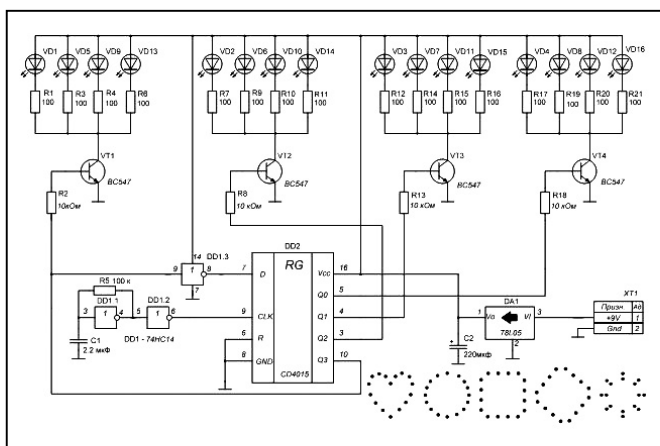 VD1 VD5 VD9 VD13 VD2 VD6 VD10 VD14 VD3 VD7 VD11 VD15 VD4 VD8 VD12 VD16
R1 R3 R4 R6 R7 R9 R10 R11 R12 R14 R15 R16 R17 R19 R20 R21
100 100 100 100 100 100 100 100 100 100 100 100 100 100 100 100
VT1 VT2 VT3 VT4
BC547 BC547 BC547 BC547
R2 R8 R13 R18
10кОм 10 кОм 10 кОм 10 кОм
DD2
14 DD1.3
9 1 8 7 D RG Vcc 16
7
R5 100 к
DD1.1 DD1.2
3 1 4 5 1 6 9 CLK
DD1 - 74HC14
C1
2.2 мкФ
6 R
8 GND
CD4015
Q0 5
Q1 4
Q2 3
Q3 10
DA1
1 Vo VI 3
78L05
2
C2
220мкф
+
XT1
+9V 1
Gnd 2